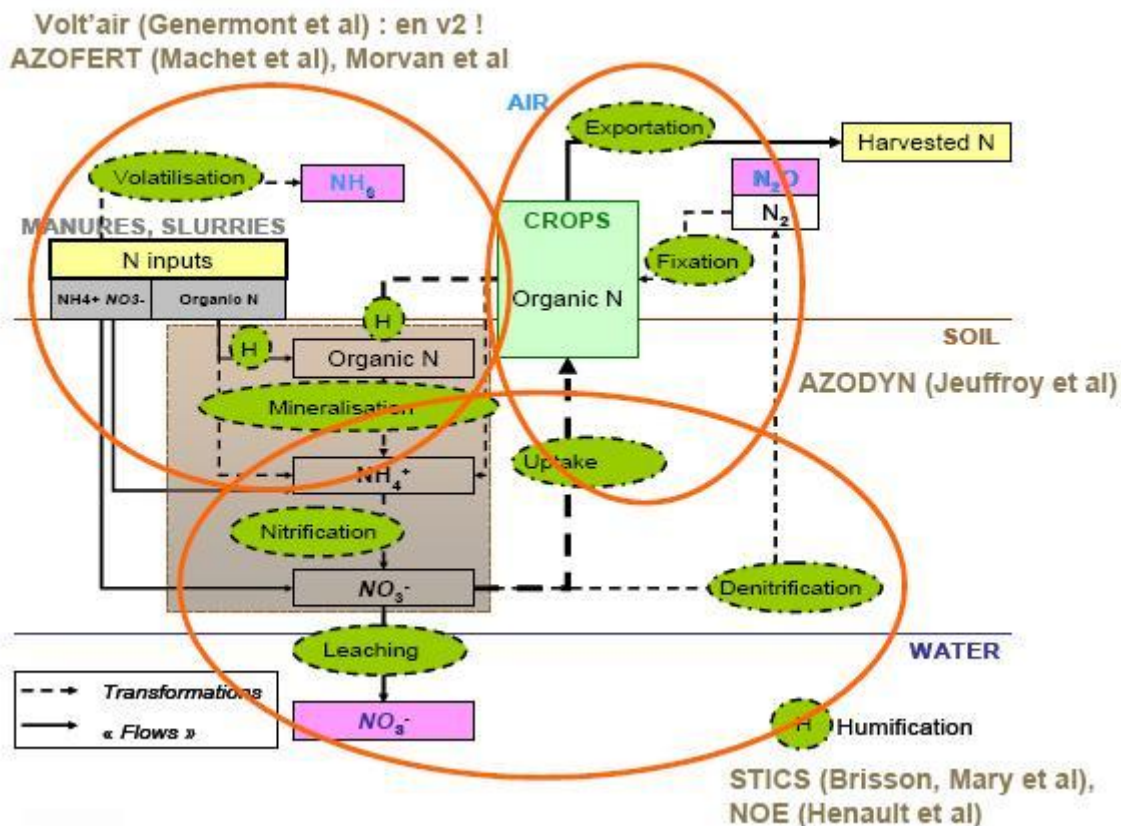 Volt'air (Genermont et al) : en v2 !
AZOFERT (Machet et al), Morvan et al
AIR
Exportation
Harvested N
Volatilisation
NH3
N2O
N2
MANURES, SLURRIES
CROPS
N inputs
Fixation
NH4+ NO3-
Organic N
Organic N
H
SOIL
H
Organic N
AZODYN (Jeuffroy et al)
Mineralisation
Uptake
NH4+
Nitrification
NO3-
Denitrification
Leaching
WATER
Transformations
« Flows »
NO3-
H Humification
STICS (Brisson, Mary et al),
NOE (Henault et al)